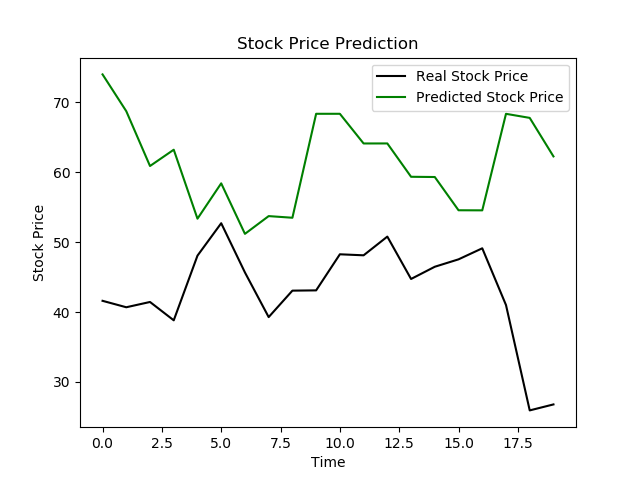 Stock Price Prediction
Real Stock Price
Predicted Stock Price
Stock Price
70
60
50
40
30
0.0 2.5 5.0 7.5 10.0 12.5 15.0 17.5
Time